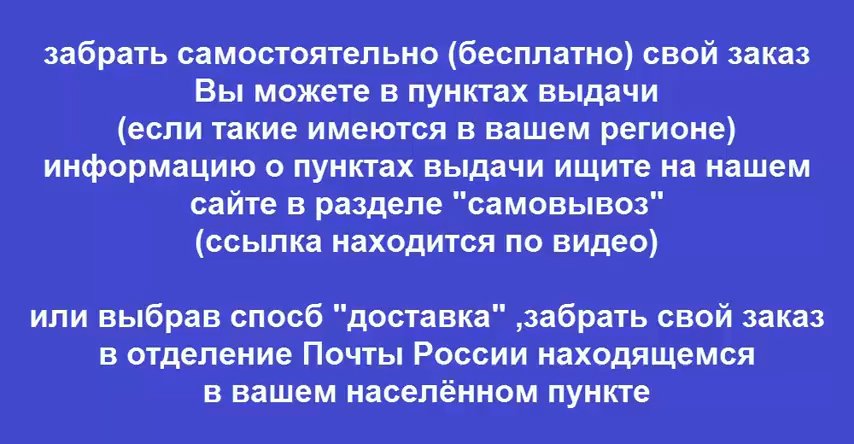 забрать самостоятельно (бесплатно) свой заказ
Вы можете в пунктах выдачи
(если такие имеются в вашем регионе)
информацию о пунктах выдачи ищите на нашем
сайте в разделе "самовывоз"
(ссылка находится по видео)
или выбрав спосб "доставка" ,забрать свой заказ
в отделение Почты России находящемся
в вашем населённом пункте